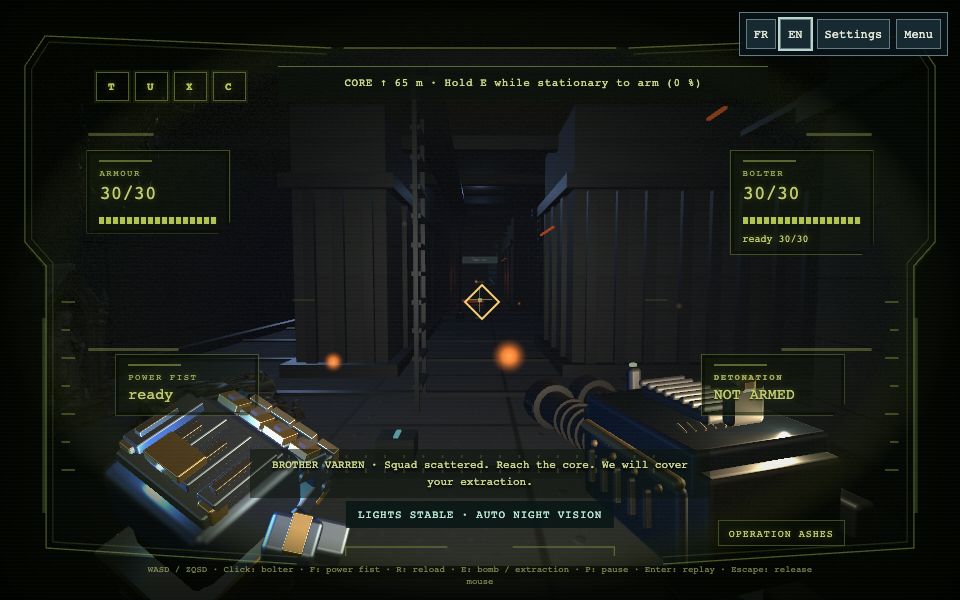 FR EN Settings Menu
T U X C
CORE ↑ 65 m · Hold E while stationary to arm (0 %)
ARMOUR
30/30
BOLTER
30/30
ready 30/30
POWER FIST
ready
DETONATION
NOT ARMED
BROTHER VARREN · Squad scattered. Reach the core. We will cover
your extraction.
LIGHTS STABLE · AUTO NIGHT VISION
OPERATION ASHES
WASD / ZQSD · Click: bolter · F: power fist · R: reload · E: bomb / extraction · P: pause · Enter: replay · Escape: release
mouse